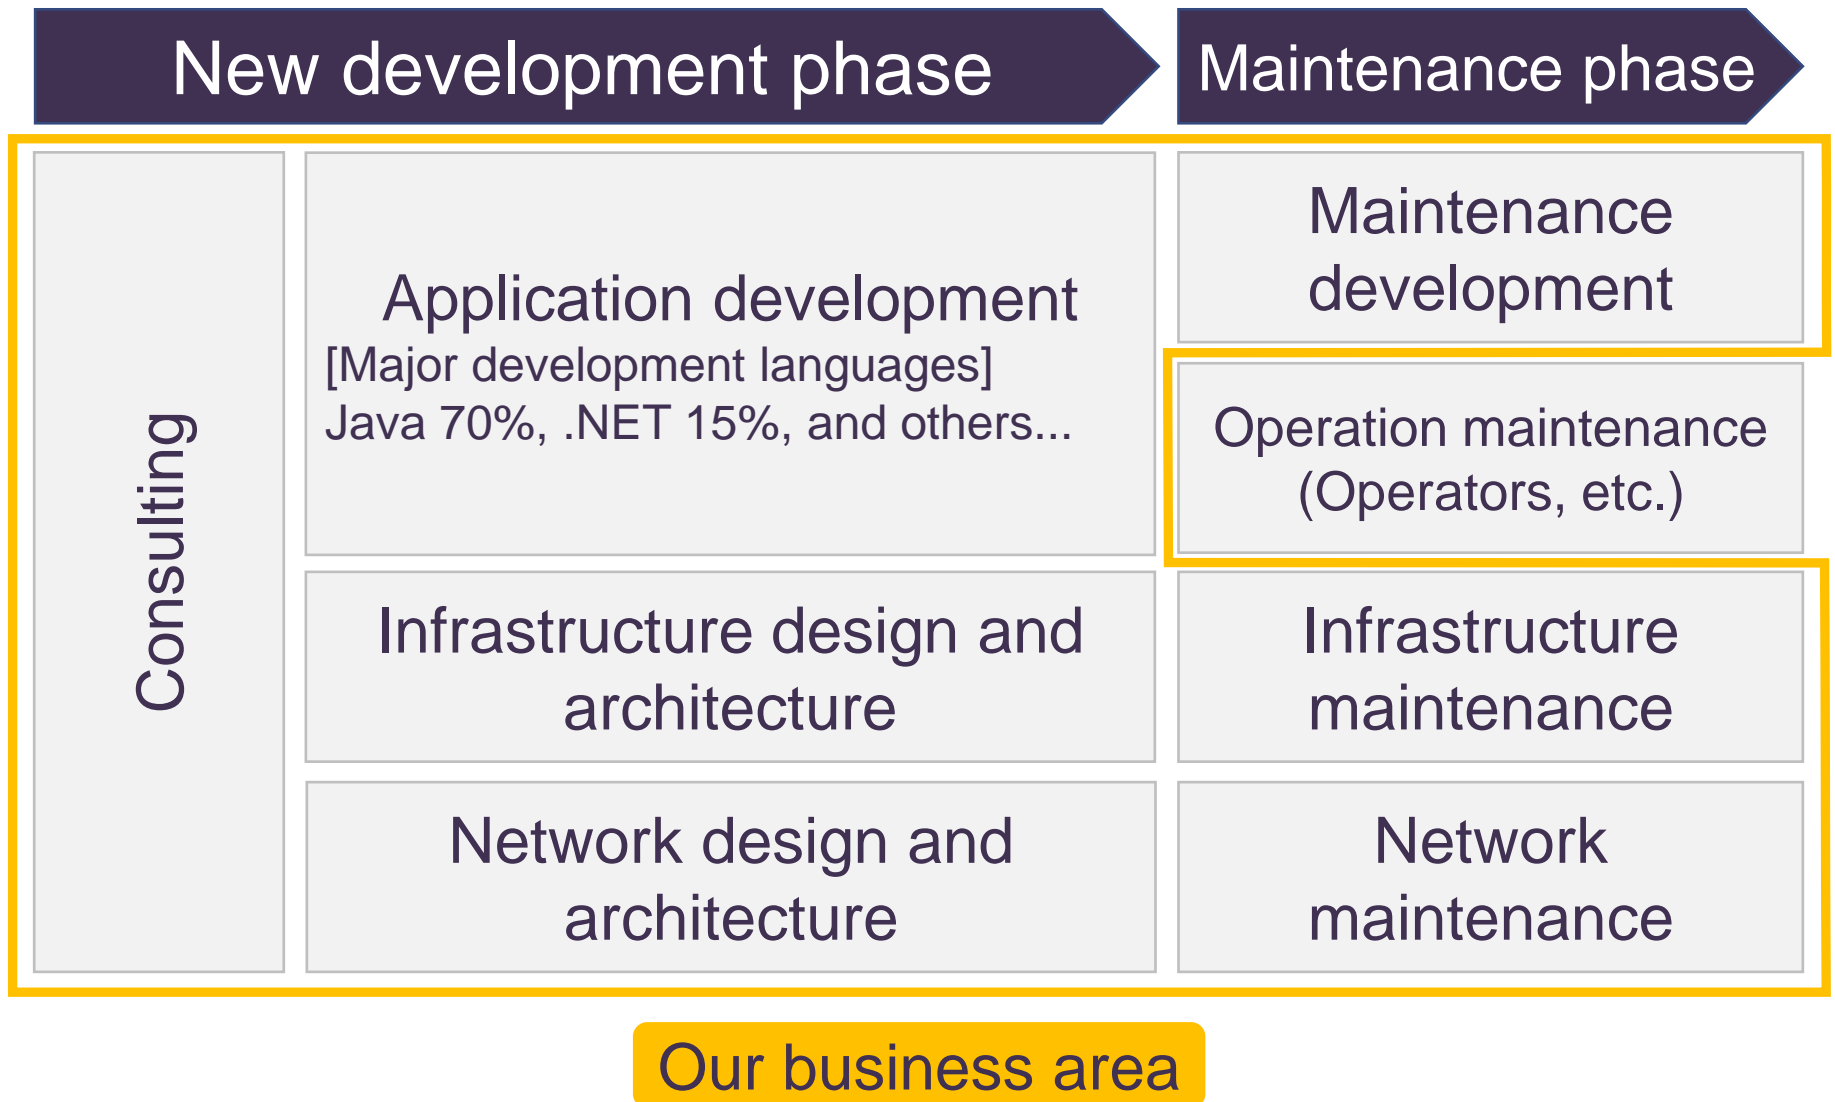 New development phase
Maintenance phase
Consulting
Application development
[Major development languages]
Java 70%, .NET 15%, and others...
Infrastructure design and
architecture
Network design and
architecture
Maintenance
development
Operation maintenance
(Operators, etc.)
Infrastructure
maintenance
Network
maintenance
Our business area